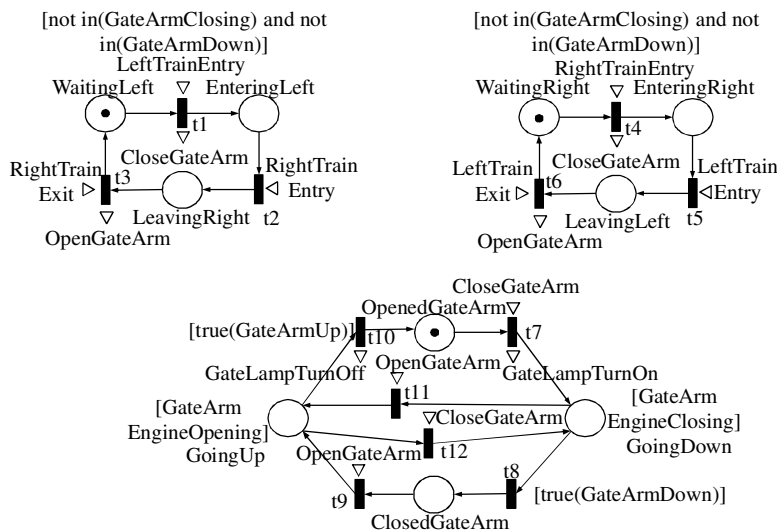 [not in(GateArmClosing) and not
in(GateArmDown)]
LeftTrainEntry
WaitingLeft
EnteringLeft
t1
CloseGateArm
RightTrain
Exit
t3
RightTrain
Entry
t2
LeavingRight
OpenGateArm
[not in(GateArmClosing) and not
in(GateArmDown)]
RightTrainEntry
WaitingRight
EnteringRight
t4
CloseGateArm
LeftTrain
Exit
t6
LeftTrain
Entry
t5
LeavingLeft
OpenGateArm
CloseGateArm
OpenedGateArm
[true(GateArmUp)]
t10
t7
OpenGateArm
GateLampTurnOff
GateLampTurnOn
t11
[GateArm
EngineOpening]
GoingUp
CloseGateArm
[GateArm
EngineClosing]
GoingDown
OpenGateArm
t12
t8
t9
[true(GateArmDown)]
ClosedGateArm